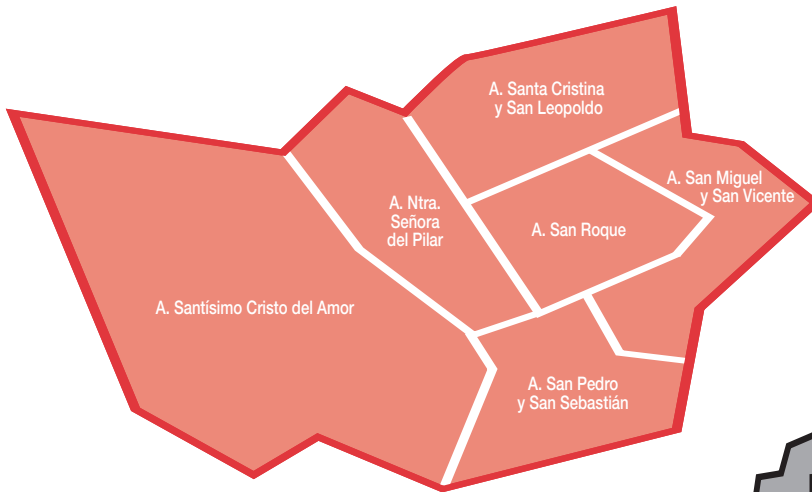 A. Santa Cristina
y San Leopoldo
A. San Miguel
y San Vicente
A. Ntra.
Señora
del Pilar
A. San Roque
A. Santísimo Cristo del Amor
A. San Pedro
y San Sebastián